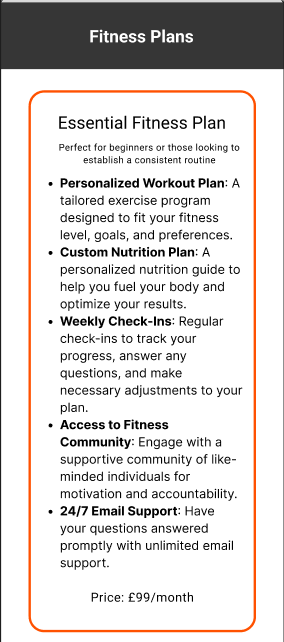 Fitness Plans
Essential Fitness Plan
Perfect for beginners or those looking to
establish a consistent routine
• Personalized Workout Plan: A
tailored exercise program
designed to fit your fitness
level, goals, and preferences.
• Custom Nutrition Plan: A
personalized nutrition guide to
help you fuel your body and
optimize your results.
• Weekly Check-Ins: Regular
check-ins to track your
progress, answer any
questions, and make
necessary adjustments to your
plan.
• Access to Fitness
Community: Engage with a
supportive community of like-
minded individuals for
motivation and accountability.
• 24/7 Email Support: Have
your questions answered
promptly with unlimited email
support.
Price: £99/month